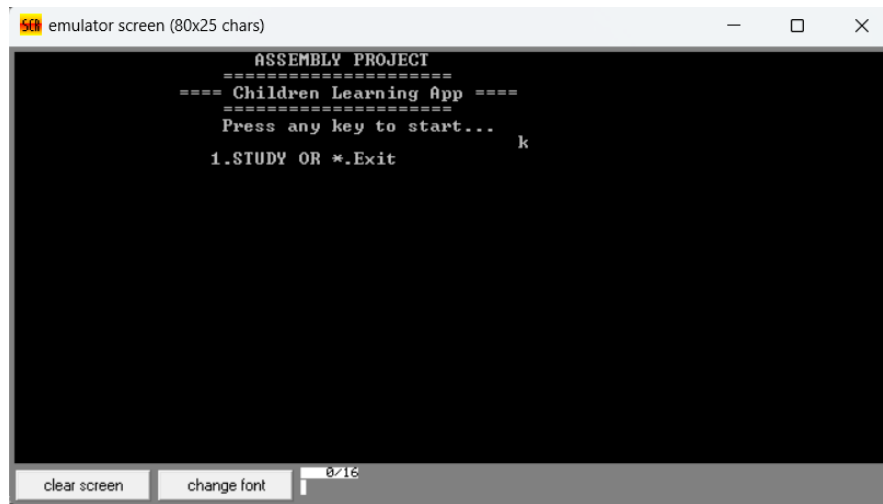 SCR emulator screen (80x25 chars)
ASSEMBLY PROJECT
=====================
==== Children Learning App ====
=====================
Press any key to start...
k
1.STUDY OR *.Exit
clear screen
change font
0/16